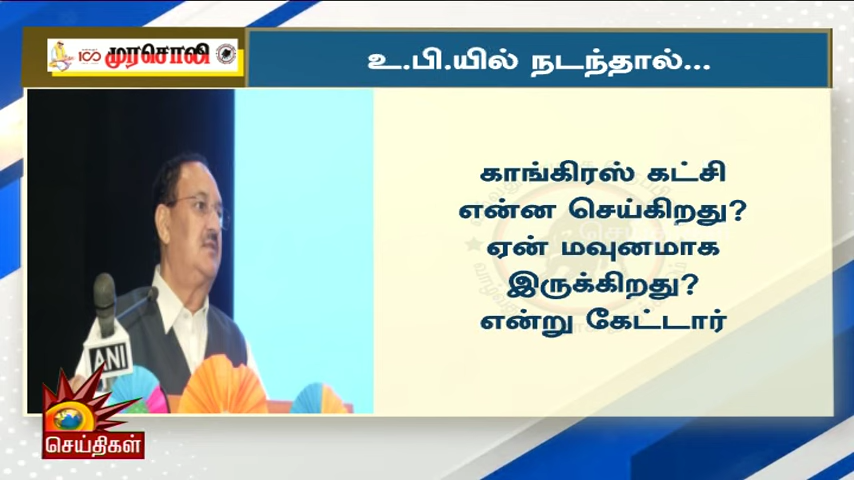 100 முரசொலி
உ.பி.யில் நடந்தால்...
காங்கிரஸ் கட்சி
என்ன செய்கிறது?
ஏன் மவுனமாக
இருக்கிறது?
என்று கேட்டார்
ANI
செய்திகள்